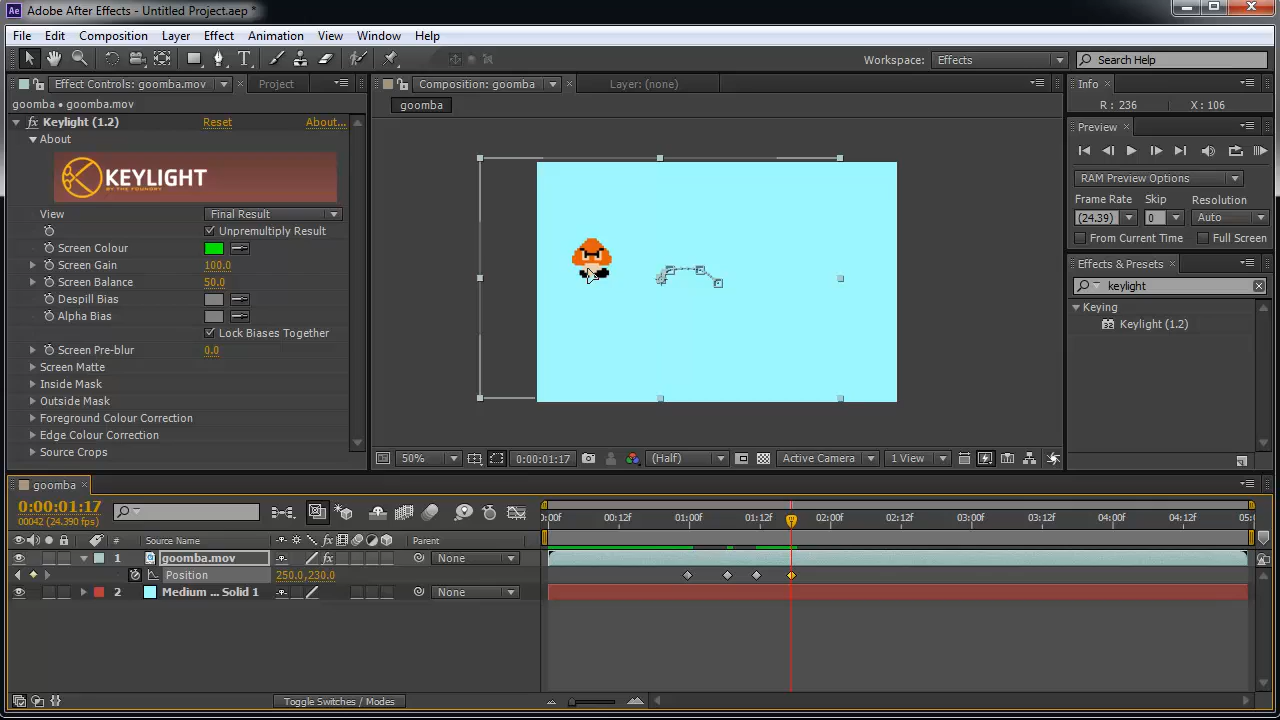 Ae Adobe After Effects - Untitled Project.aep *
File Edit Composition Layer Effect Animation View Window Help
Workspace: Effects Search Help
Effect Controls: goomba.mov Project
Composition: goomba Layer: (none)
goomba • goomba.mov
goomba
fx Keylight (1.2) Reset About...
About
KEYLIGHT
BY THE FOUNDRY
View Final Result
Unpremultiply Result
Screen Colour
Screen Gain 100.0
Screen Balance 50.0
Despill Bias
Alpha Bias
Lock Biases Together
Screen Pre-blur 0.0
Screen Matte
Inside Mask
Outside Mask
Foreground Colour Correction
Edge Colour Correction
Source Crops
50% 0:00:01:17 (Half) Active Camera 1 View
Info
R : 236 X : 106
Preview
RAM Preview Options
Frame Rate Skip Resolution
(24.39) 0 Auto
From Current Time Full Screen
Effects & Presets
keylight
Keying
Keylight (1.2)
goomba
0:00:01:17
00042 (24.390 fps)
0:00f 00:12f 01:00f 01:12f 02:00f 02:12f 03:00f 03:12f 04:00f 04:12f 05:0
# Source Name fx Parent
1 goomba.mov fx None
Position 250.0,230.0
2 Medium ... Solid 1 None
Toggle Switches / Modes